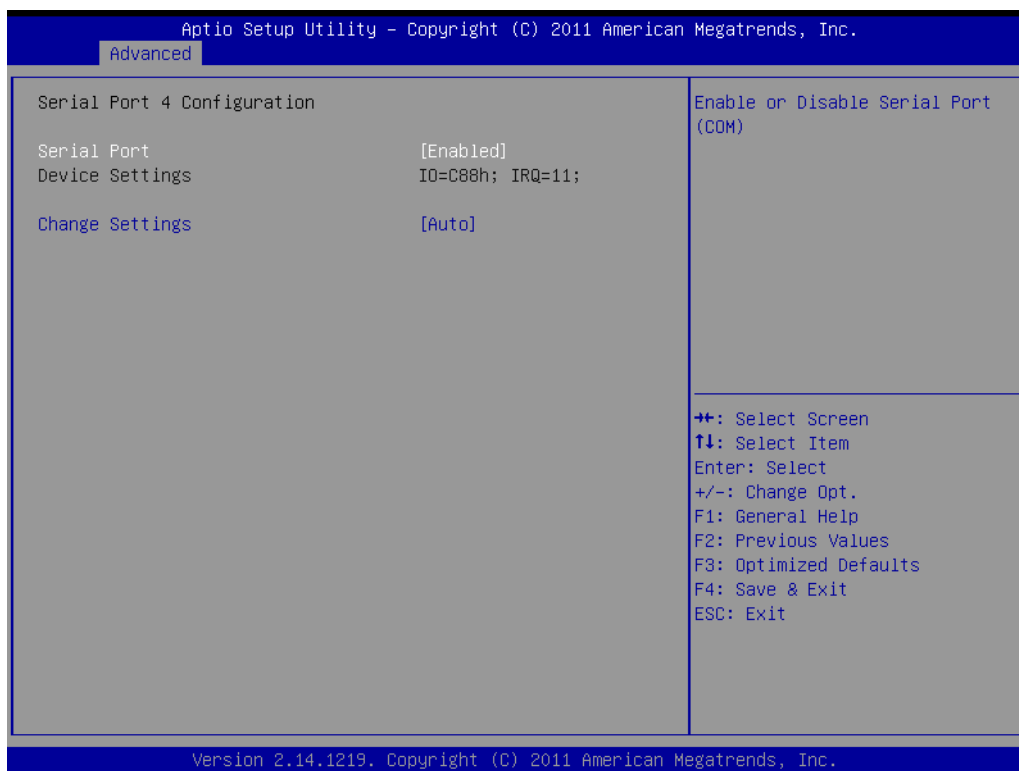 Aptio Setup Utility – Copyright (C) 2011 American Megatrends, Inc.
Advanced
Serial Port 4 Configuration
Serial Port [Enabled]
Device Settings IO=C88h; IRQ=11;
Change Settings [Auto]
Enable or Disable Serial Port
(COM)
→←: Select Screen
↑↓: Select Item
Enter: Select
+/-: Change Opt.
F1: General Help
F2: Previous Values
F3: Optimized Defaults
F4: Save & Exit
ESC: Exit
Version 2.14.1219. Copyright (C) 2011 American Megatrends, Inc.